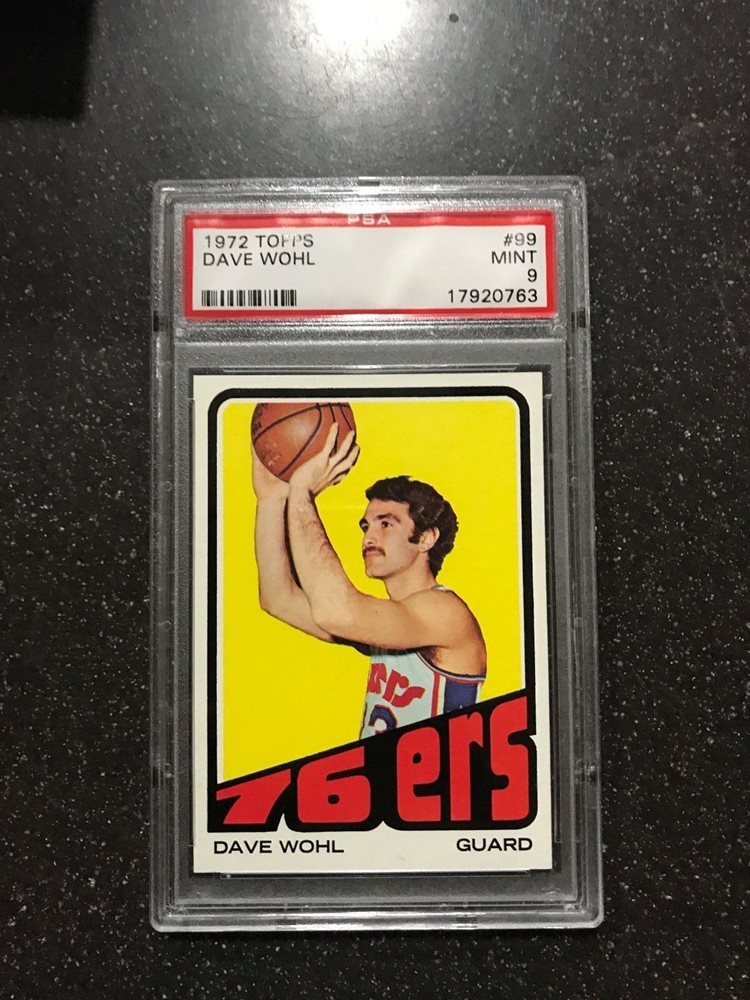 PSA
1972 TOPPS #99
DAVE WOHL MINT
9
17920763
76ers
DAVE WOHL GUARD